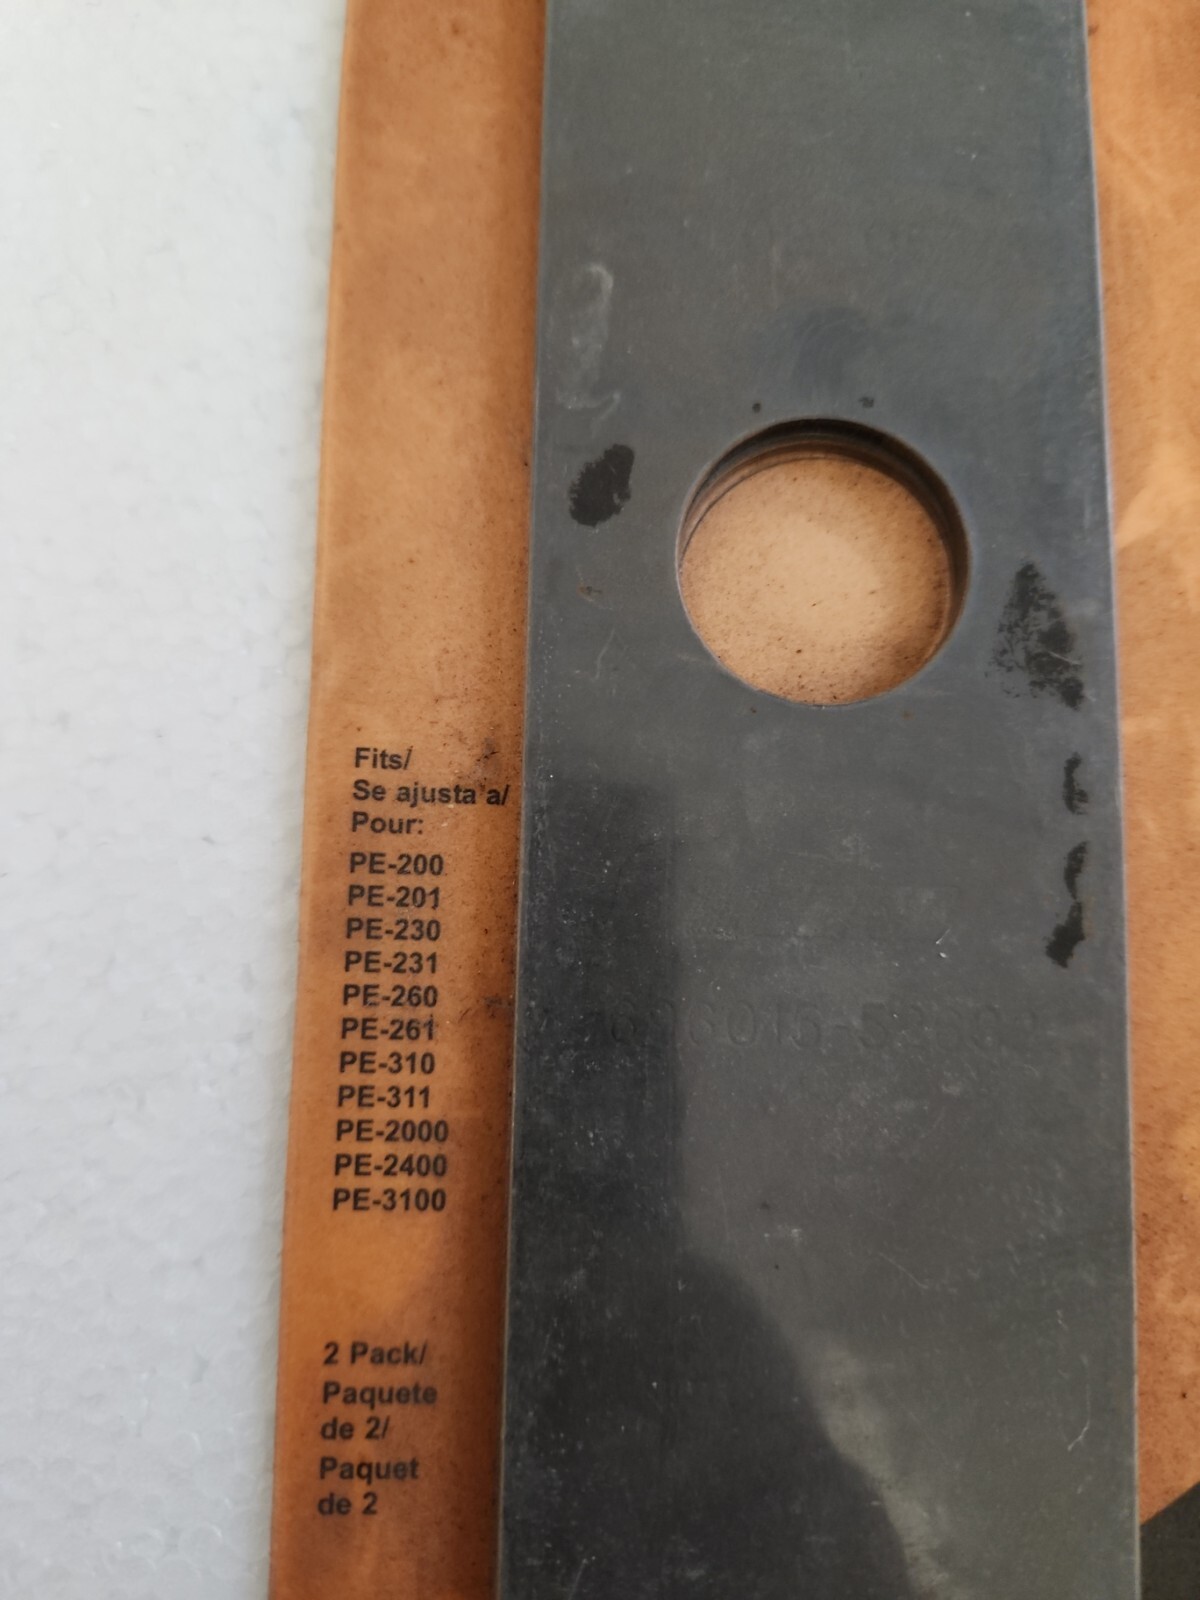 Fits/
Se ajusta a/
Pour:
PE-200
PE-201
PE-230
PE-231
PE-260
PE-261
PE-310
PE-311
PE-2000
PE-2400
PE-3100
2 Pack/
Paquete
de 2/
Paquet
de 2